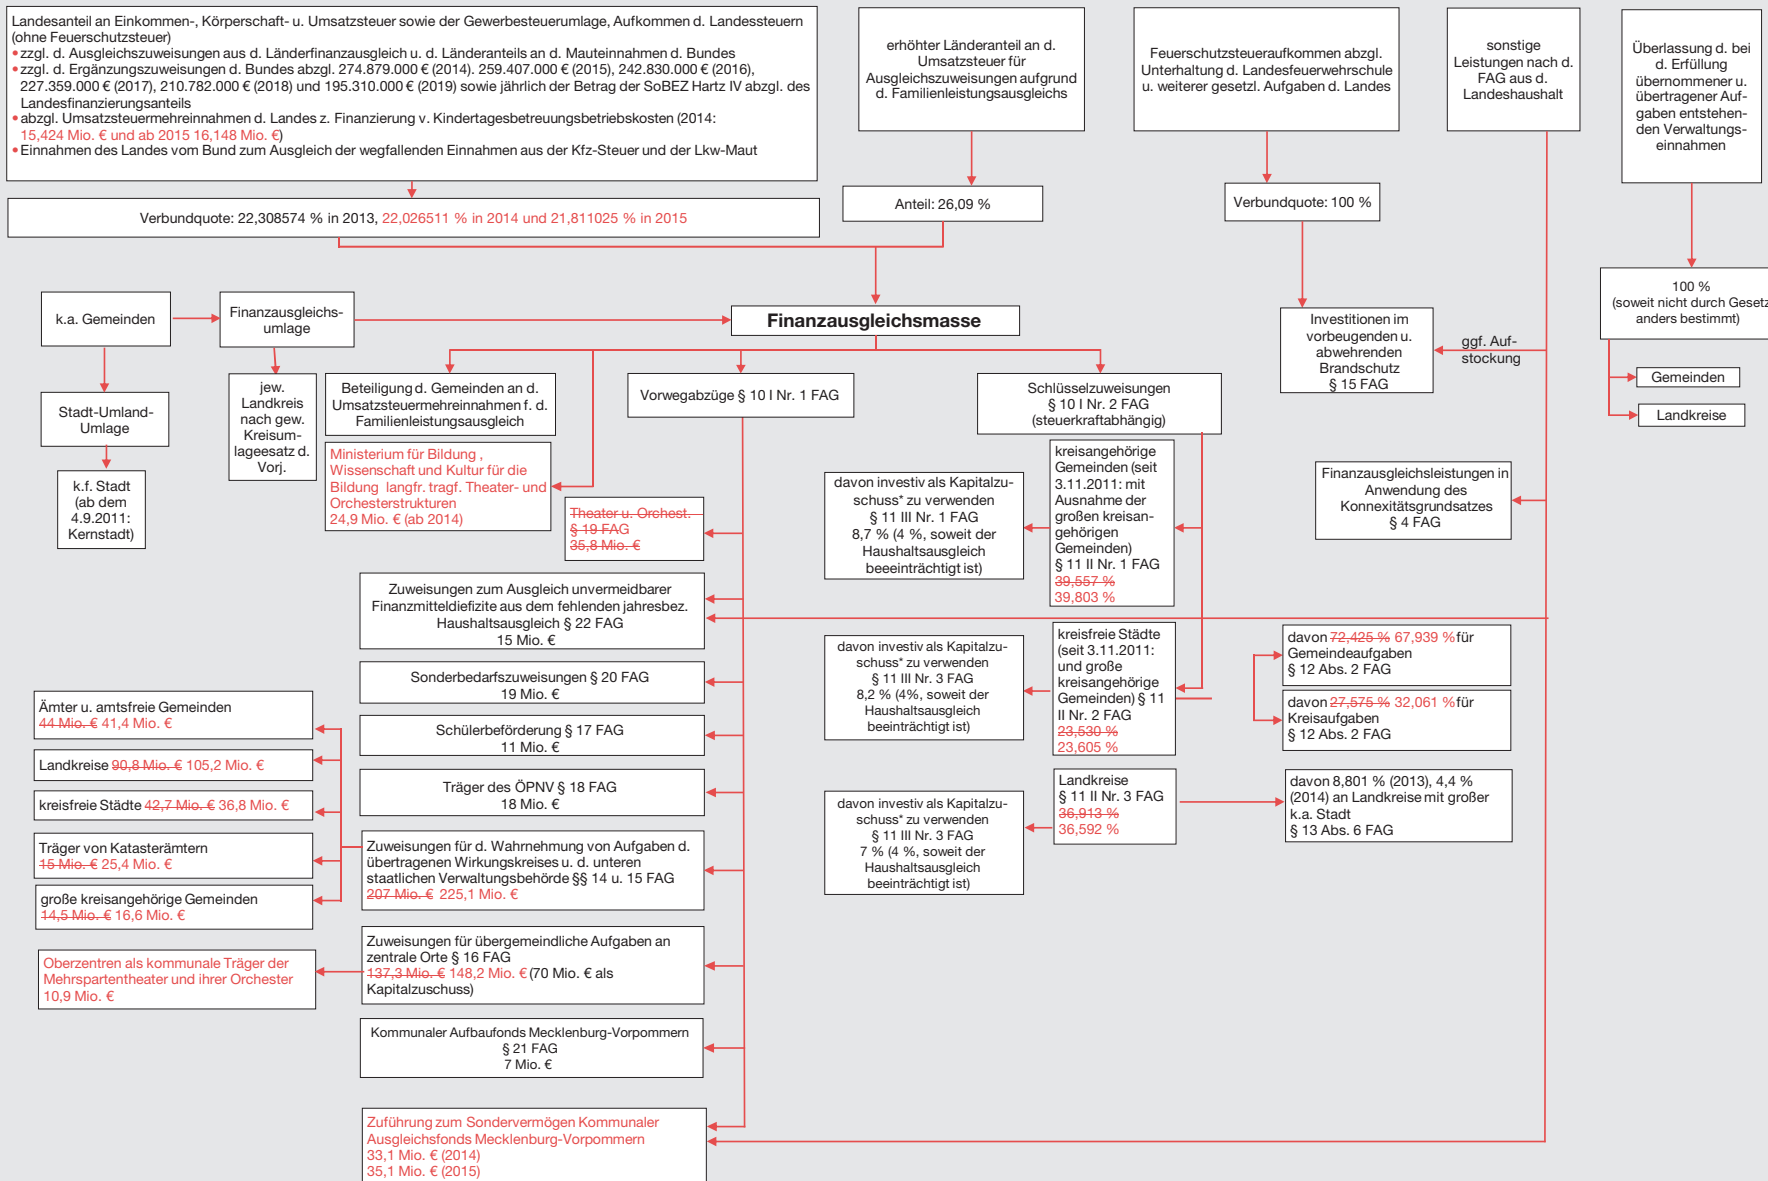 Landesanteil an Einkommen-, Körperschaft- u. Umsatzsteuer sowie der Gewerbesteuerumlage, Aufkommen d. Landessteuern
(ohne Feuerschutzsteuer)
• zzgl. d. Ausgleichszuweisungen aus d. Länderfinanzausgleich u. d. Länderanteils an d. Mauteinnahmen d. Bundes
• zzgl. d. Ergänzungszuweisungen d. Bundes abzgl. 274.879.000 € (2014). 259.407.000 € (2015), 242.830.000 € (2016),
227.359.000 € (2017), 210.782.000 € (2018) und 195.310.000 € (2019) sowie jährlich der Betrag der SoBEZ Hartz IV abzgl. des
Landesfinanzierungsanteils
• abzgl. Umsatzsteuermehreinnahmen d. Landes z. Finanzierung v. Kindertagesbetreuungsbetriebskosten (2014:
15,424 Mio. € und ab 2015 16,148 Mio. €)
• Einnahmen des Landes vom Bund zum Ausgleich der wegfallenden Einnahmen aus der Kfz-Steuer und der Lkw-Maut
erhöhter Länderanteil an d.
Umsatzsteuer für
Ausgleichszuweisungen aufgrund
d. Familienleistungsausgleichs
Feuerschutzsteueraufkommen abzgl.
Unterhaltung d. Landesfeuerwehrschule
u. weiterer gesetzl. Aufgaben d. Landes
sonstige
Leistungen nach d.
FAG aus d.
Landeshaushalt
Überlassung d. bei
d. Erfüllung
übernommener u.
übertragener Auf-
gaben entstehen-
den Verwaltungs-
einnahmen
Verbundquote: 22,308574 % in 2013, 22,026511 % in 2014 und 21,811025 % in 2015
Anteil: 26,09 %
Verbundquote: 100 %
100 %
(soweit nicht durch Gesetz
anders bestimmt)
k.a. Gemeinden
Finanzausgleichs-
umlage
Finanzausgleichsmasse
Investitionen im
vorbeugenden u.
abwehrenden
Brandschutz
§ 15 FAG
ggf. Auf-
stockung
Gemeinden
Landkreise
Stadt-Umland-
Umlage
jew.
Landkreis
nach gew.
Kreisum-
lageesatz d.
Vorj.
k.f. Stadt
(ab dem
4.9.2011:
Kernstadt)
Beteiligung d. Gemeinden an d.
Umsatzsteuermehreinnahmen f. d.
Familienleistungsausgleich
Vorwegabzüge § 10 I Nr. 1 FAG
Schlüsselzuweisungen
§ 10 I Nr. 2 FAG
(steuerkraftabhängig)
Ministerium für Bildung ,
Wissenschaft und Kultur für die
Bildung langfr. tragf. Theater- und
Orchesterstrukturen
24,9 Mio. € (ab 2014)
Theater u. Orchest.
§ 19 FAG
35,8 Mio. €
davon investiv als Kapitalzu-
schuss* zu verwenden
§ 11 III Nr. 1 FAG
8,7 % (4 %, soweit der
Haushaltsausgleich
beeeinträchtigt ist)
kreisangehörige
Gemeinden (seit
3.11.2011: mit
Ausnahme der
großen kreisan-
gehörigen
Gemeinden)
§ 11 II Nr. 1 FAG
39,557 %
39,803 %
Finanzausgleichsleistungen in
Anwendung des
Konnexitätsgrundsatzes
§ 4 FAG
Zuweisungen zum Ausgleich unvermeidbarer
Finanzmitteldiefizite aus dem fehlenden jahresbez.
Haushaltsausgleich § 22 FAG
15 Mio. €
Sonderbedarfszuweisungen § 20 FAG
19 Mio. €
Schülerbeförderung § 17 FAG
11 Mio. €
Träger des ÖPNV § 18 FAG
18 Mio. €
Zuweisungen für d. Wahrnehmung von Aufgaben d.
übertragenen Wirkungskreises u. d. unteren
staatlichen Verwaltungsbehörde §§ 14 u. 15 FAG
207 Mio. € 225,1 Mio. €
Zuweisungen für übergemeindliche Aufgaben an
zentrale Orte § 16 FAG
137,3 Mio. € 148,2 Mio. € (70 Mio. € als
Kapitalzuschuss)
Kommunaler Aufbaufonds Mecklenburg-Vorpommern
§ 21 FAG
7 Mio. €
Zuführung zum Sondervermögen Kommunaler
Ausgleichsfonds Mecklenburg-Vorpommern
33,1 Mio. € (2014)
35,1 Mio. € (2015)
Ämter u. amtsfreie Gemeinden
44 Mio. € 41,4 Mio. €
Landkreise 90,8 Mio. € 105,2 Mio. €
kreisfreie Städte 42,7 Mio. € 36,8 Mio. €
Träger von Katasterämtern
15 Mio. € 25,4 Mio. €
große kreisangehörige Gemeinden
14,5 Mio. € 16,6 Mio. €
Oberzentren als kommunale Träger der
Mehrspartentheater und ihrer Orchester
10,9 Mio. €
davon investiv als Kapitalzu-
schuss* zu verwenden
§ 11 III Nr. 3 FAG
8,2 % (4%, soweit der
Haushaltsausgleich
beeinträchtigt ist)
kreisfreie Städte
(seit 3.11.2011:
und große
kreisangehörige
Gemeinden) § 11
II Nr. 2 FAG
23,530 %
23,605 %
davon 72,425 % 67,939 % für
Gemeindeaufgaben
§ 12 Abs. 2 FAG
davon 27,575 % 32,061 % für
Kreisaufgaben
§ 12 Abs. 2 FAG
davon investiv als Kapitalzu-
schuss* zu verwenden
§ 11 III Nr. 3 FAG
7 % (4 %, soweit der
Haushaltsausgleich
beeinträchtigt ist)
Landkreise
§ 11 II Nr. 3 FAG
36,913 %
36,592 %
davon 8,801 % (2013), 4,4 %
(2014) an Landkreise mit großer
k.a. Stadt
§ 13 Abs. 6 FAG